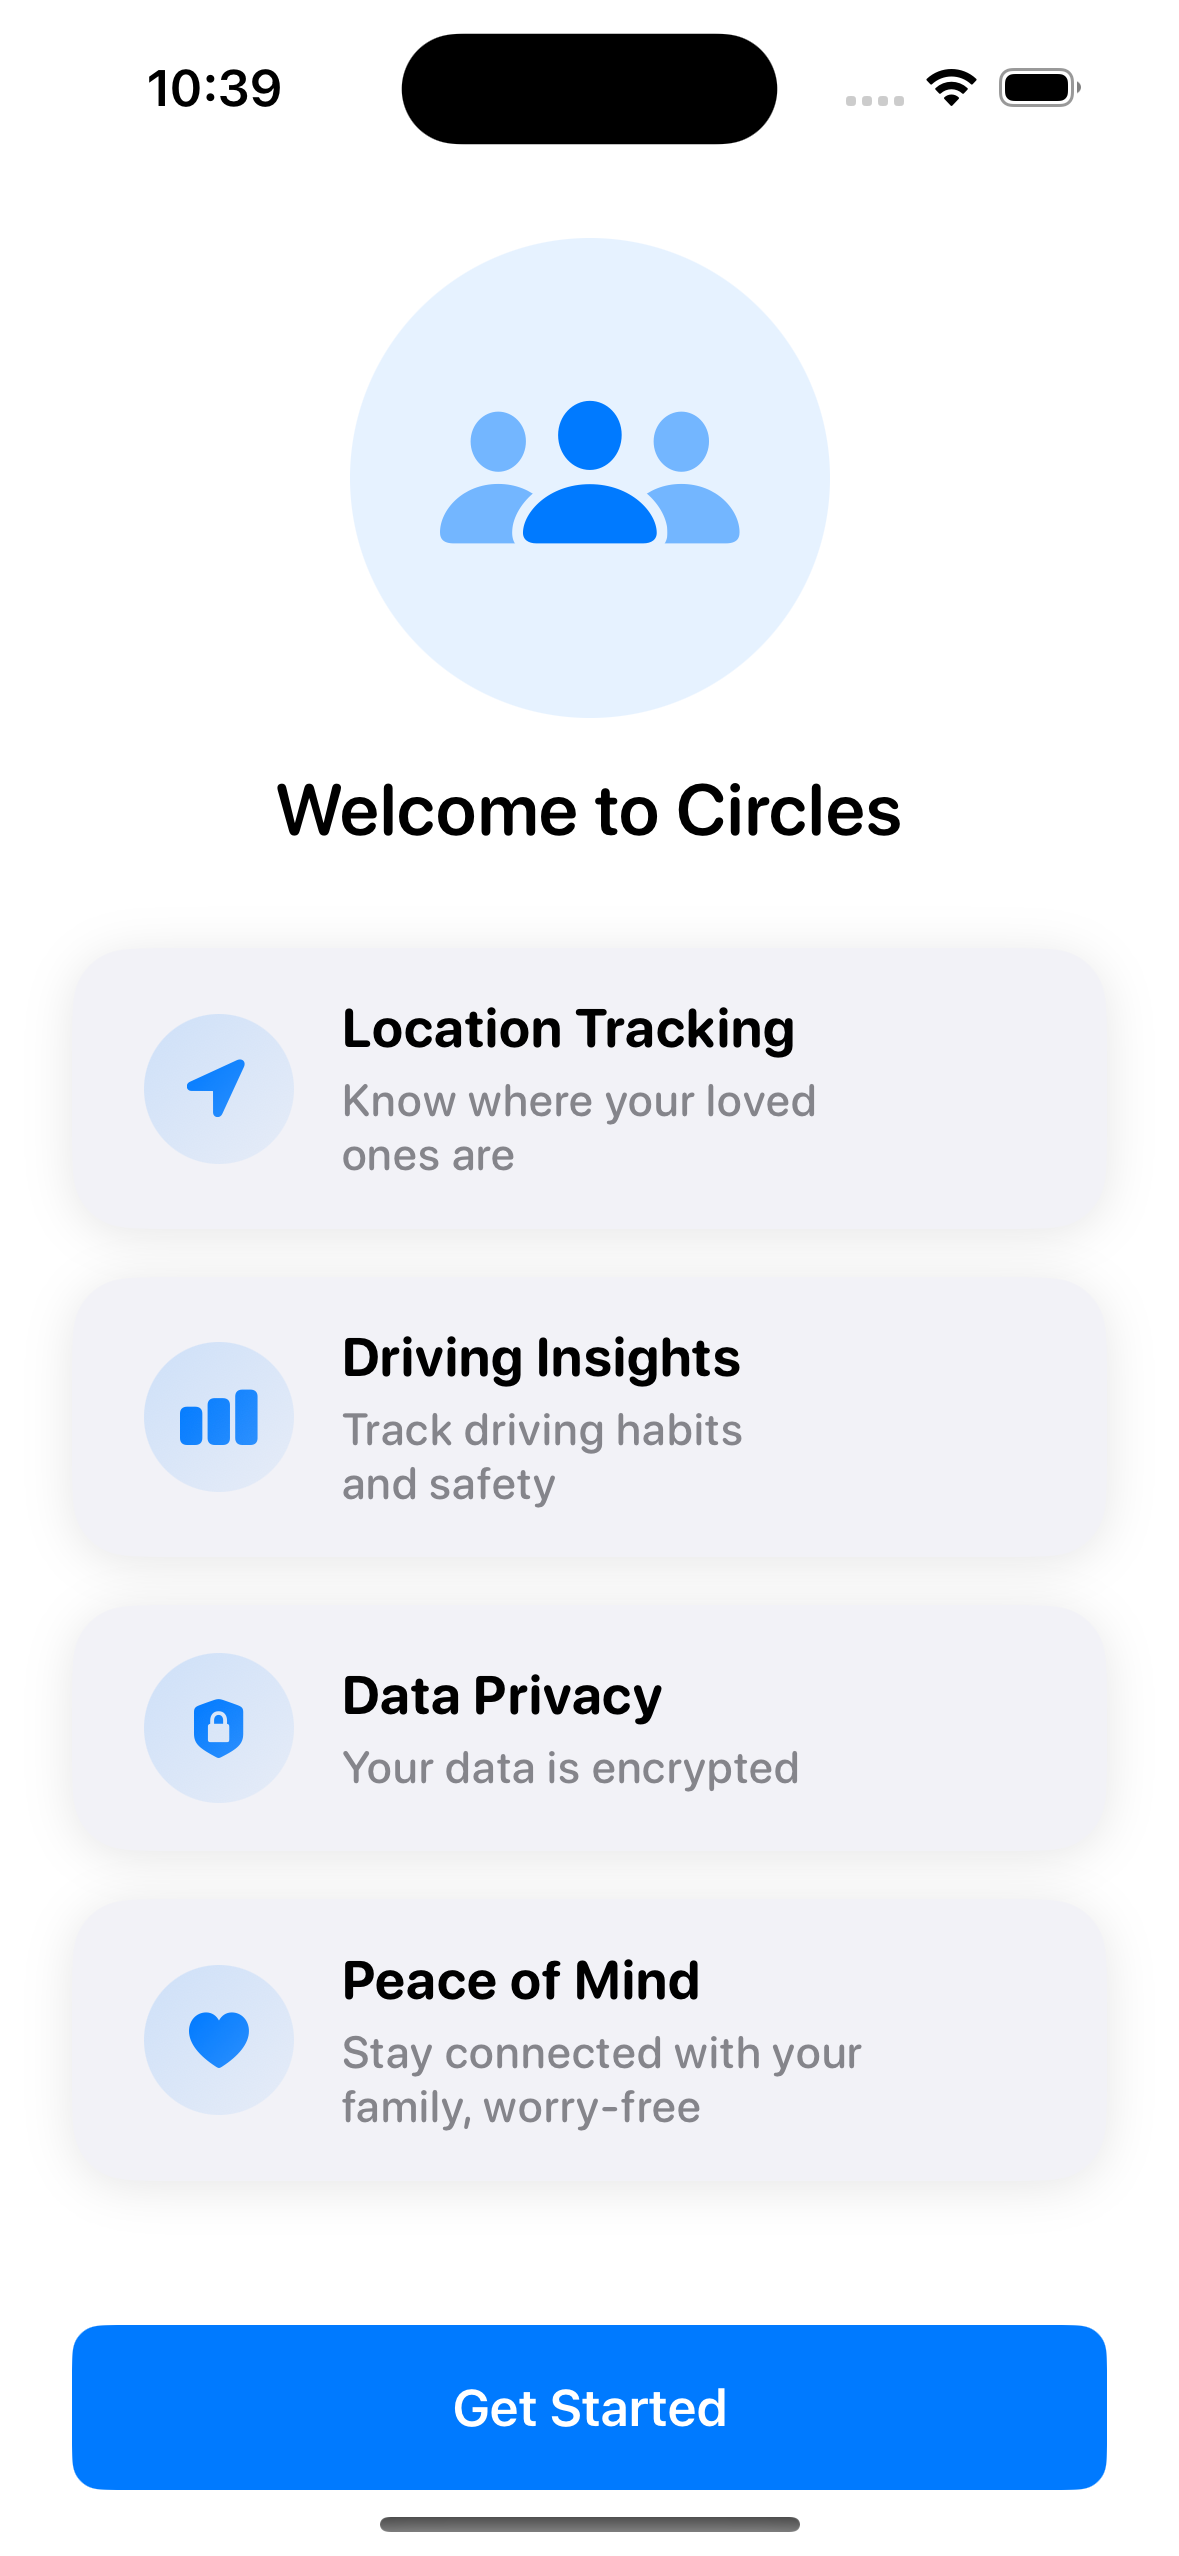 10:39
Welcome to Circles
Location Tracking
Know where your loved
ones are
Driving Insights
Track driving habits
and safety
Data Privacy
Your data is encrypted
Peace of Mind
Stay connected with your
family, worry-free
Get Started